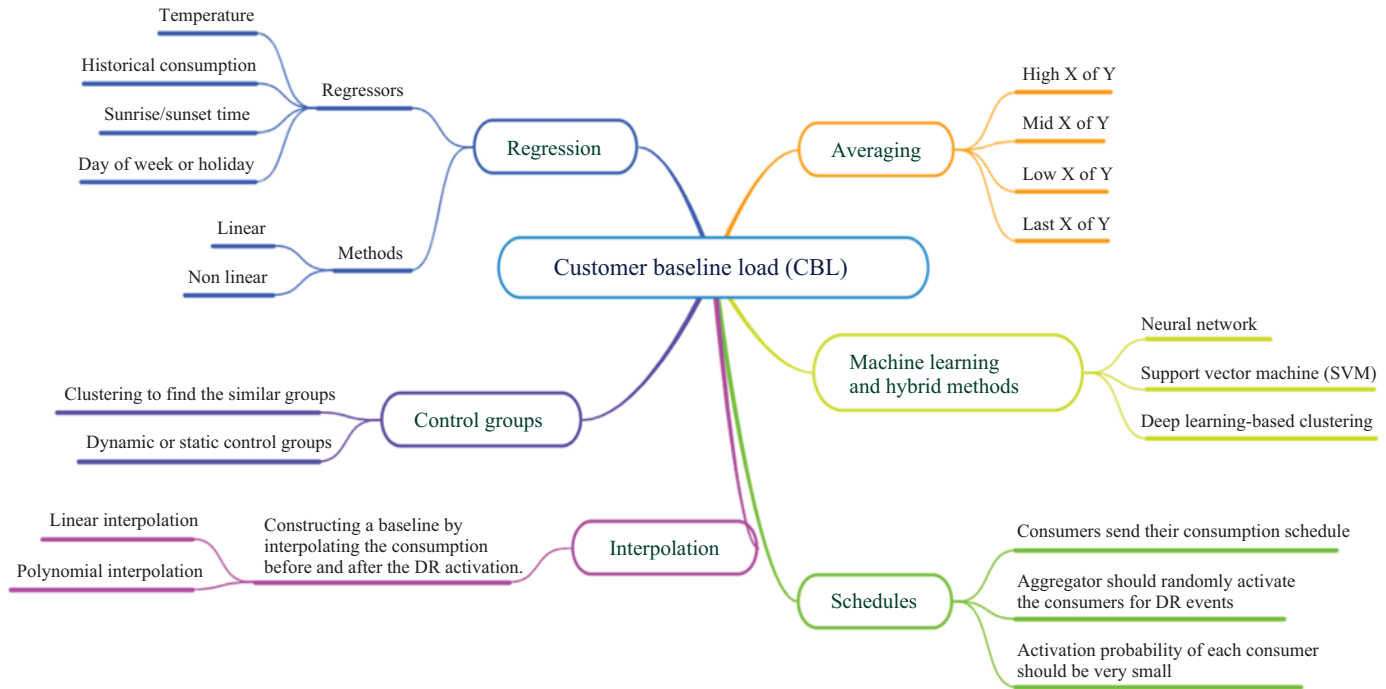 Temperature
Historical consumption
Sunrise/sunset time
Day of week or holiday
Regressors
Linear
Non linear
Methods
Regression
Averaging
High X of Y
Mid X of Y
Low X of Y
Last X of Y
Customer baseline load (CBL)
Machine learning
and hybrid methods
Neural network
Support vector machine (SVM)
Deep learning-based clustering
Clustering to find the similar groups
Dynamic or static control groups
Control groups
Linear interpolation
Polynomial interpolation
Constructing a baseline by
interpolating the consumption
before and after the DR activation.
Interpolation
Schedules
Consumers send their consumption schedule
Aggregator should randomly activate
the consumers for DR events
Activation probability of each consumer
should be very small